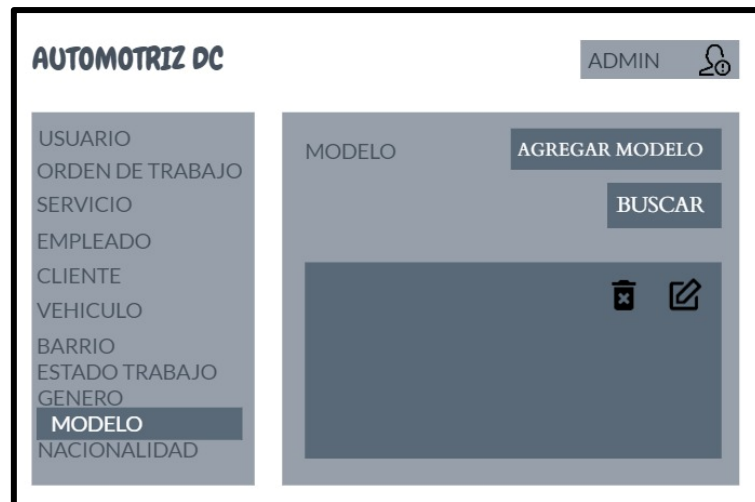 AUTOMOTRIZ DC
ADMIN
USUARIO
ORDEN DE TRABAJO
SERVICIO
EMPLEADO
CLIENTE
VEHICULO
BARRIO
ESTADO TRABAJO
GENERO
MODELO
NACIONALIDAD
MODELO
AGREGAR MODELO
BUSCAR